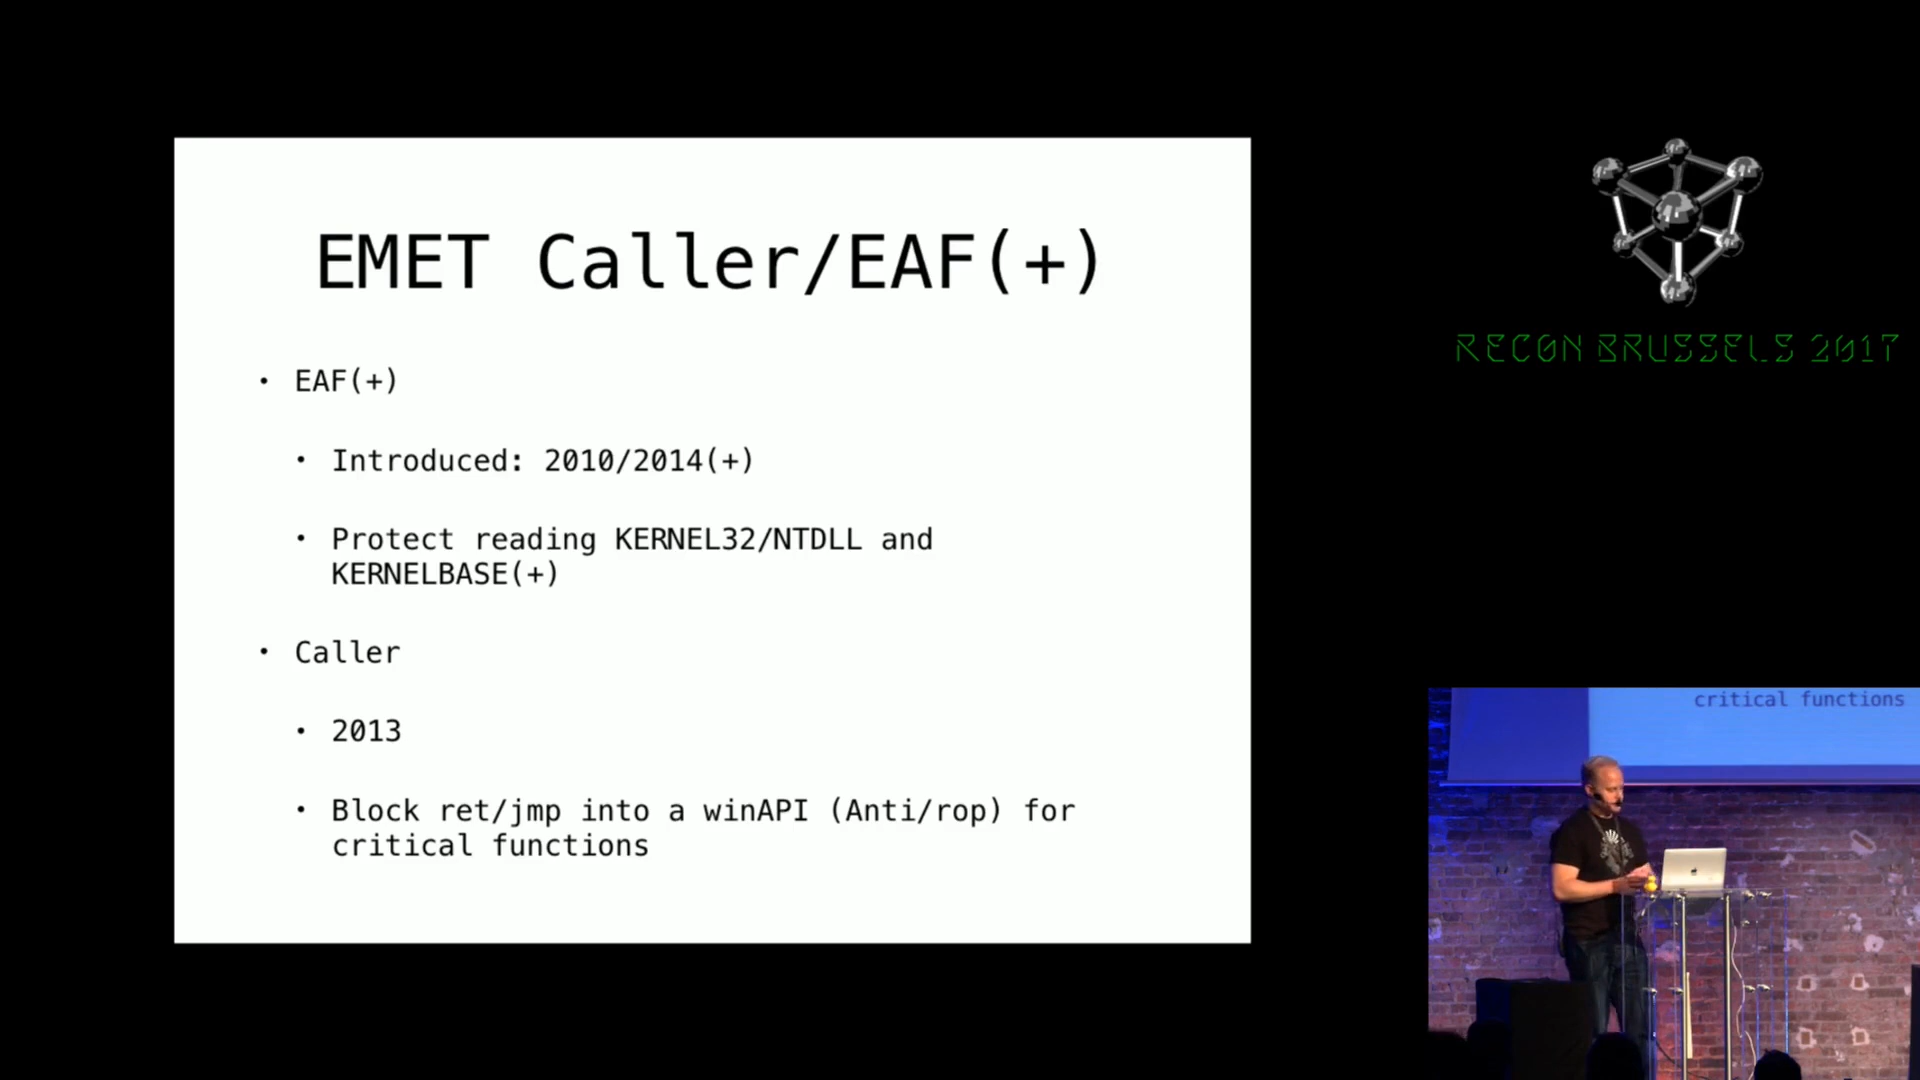 EMET Caller/EAF(+)
• EAF(+)
• Introduced: 2010/2014(+)
• Protect reading KERNEL32/NTDLL and
KERNELBASE(+)
• Caller
• 2013
• Block ret/jmp into a winAPI (Anti/rop) for
critical functions
RECON BRUSSELS 2017
critical functions